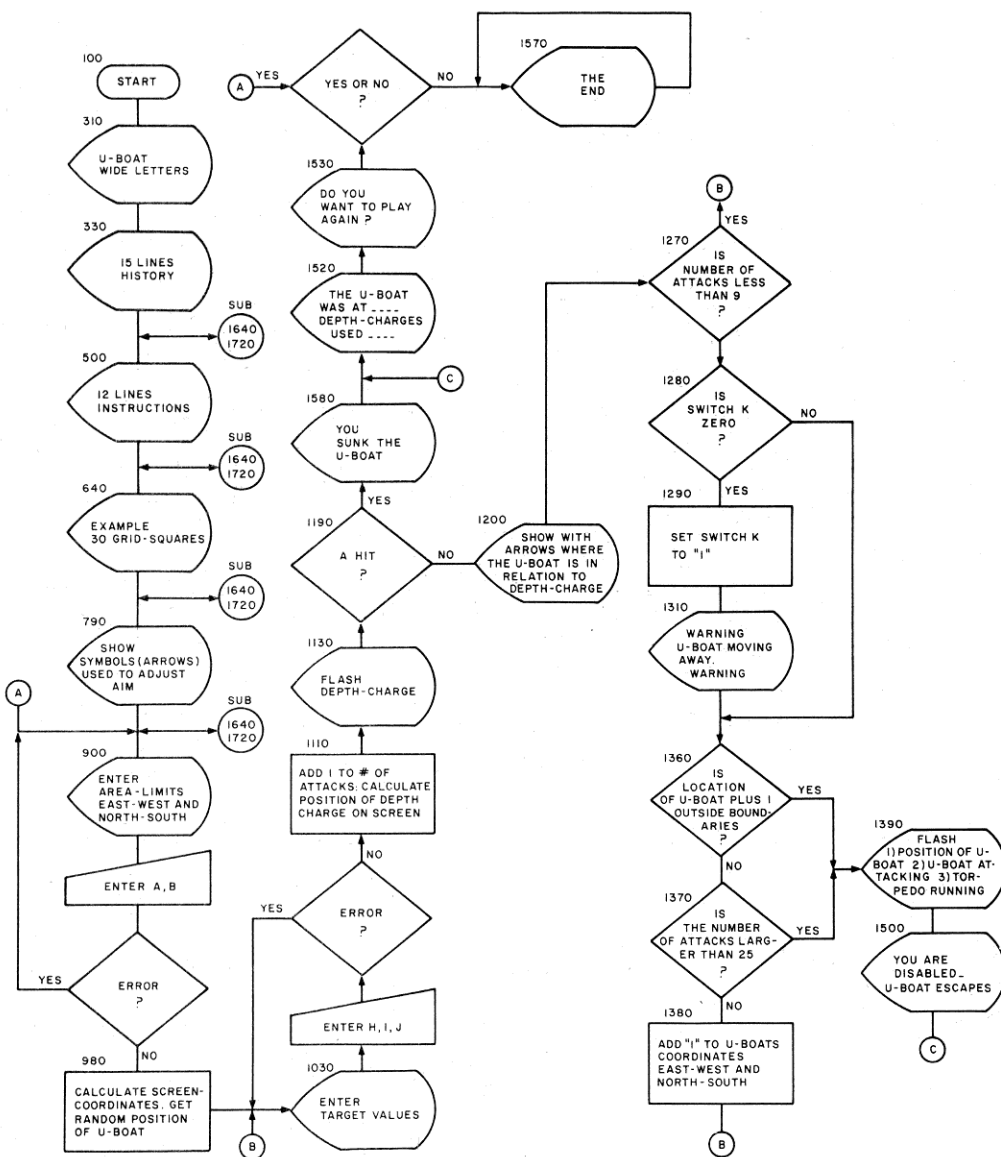 100
START
310
U-BOAT
WIDE LETTERS
330
15 LINES
HISTORY
SUB
1640
1720
500
12 LINES
INSTRUCTIONS
SUB
1640
1720
640
EXAMPLE
30 GRID-SQUARES
SUB
1640
1720
790
SHOW
SYMBOLS (ARROWS)
USED TO ADJUST
AIM
A
SUB
1640
1720
900
ENTER
AREA-LIMITS
EAST-WEST AND
NORTH-SOUTH
ENTER A, B
YES
ERROR
?
NO
980
CALCULATE SCREEN-
COORDINATES. GET
RANDOM POSITION
OF U-BOAT
B
A
YES
YES OR NO
?
NO
1570
THE
END
1530
DO YOU
WANT TO PLAY
AGAIN ?
1520
THE U-BOAT
WAS AT ____
DEPTH-CHARGES
USED ____
C
1580
YOU
SUNK THE
U-BOAT
YES
1190
A HIT
?
NO
1200
SHOW WITH
ARROWS WHERE
THE U-BOAT IS IN
RELATION TO
DEPTH-CHARGE
1130
FLASH
DEPTH-CHARGE
1110
ADD 1 TO # OF
ATTACKS: CALCULATE
POSITION OF DEPTH
CHARGE ON SCREEN
NO
YES
ERROR
?
ENTER H, I, J
1030
ENTER
TARGET VALUES
B
YES
1270
IS
NUMBER OF
ATTACKS LESS
THAN 9
?
1280
IS
SWITCH K
ZERO
?
NO
YES
1290
SET SWITCH K
TO "1"
1310
WARNING
U-BOAT MOVING
AWAY.
WARNING
1360
IS
LOCATION
OF U-BOAT PLUS 1
OUTSIDE BOUND-
ARIES
?
YES
NO
1370
IS
THE NUMBER
OF ATTACKS LARG-
ER THAN 25
?
YES
NO
1380
ADD "1" TO U-BOATS
COORDINATES
EAST-WEST AND
NORTH-SOUTH
B
1390
FLASH
1) POSITION OF U-
BOAT 2) U-BOAT AT-
TACKING 3) TOR-
PEDO RUNNING
1500
YOU ARE
DISABLED_
U-BOAT ESCAPES
C